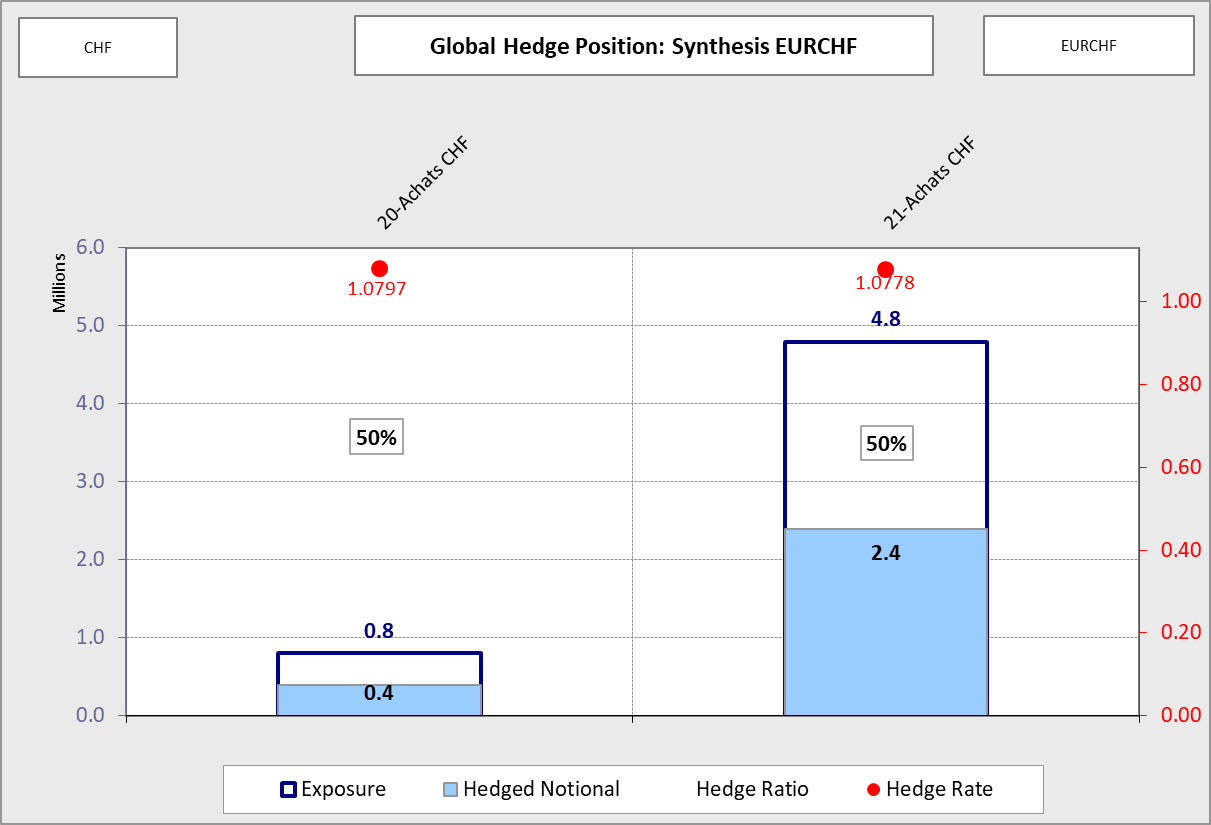 CHF
Global Hedge Position: Synthesis EURCHF
EURCHF
20-Achats CHF
21-Achats CHF
Millions
6.0
5.0
4.0
3.0
2.0
1.0
0.0
1.0797
1.0778
4.8
50%
50%
2.4
0.8
0.4
1.00
0.80
0.60
0.40
0.20
0.00
Exposure
Hedged Notional
Hedge Ratio
Hedge Rate